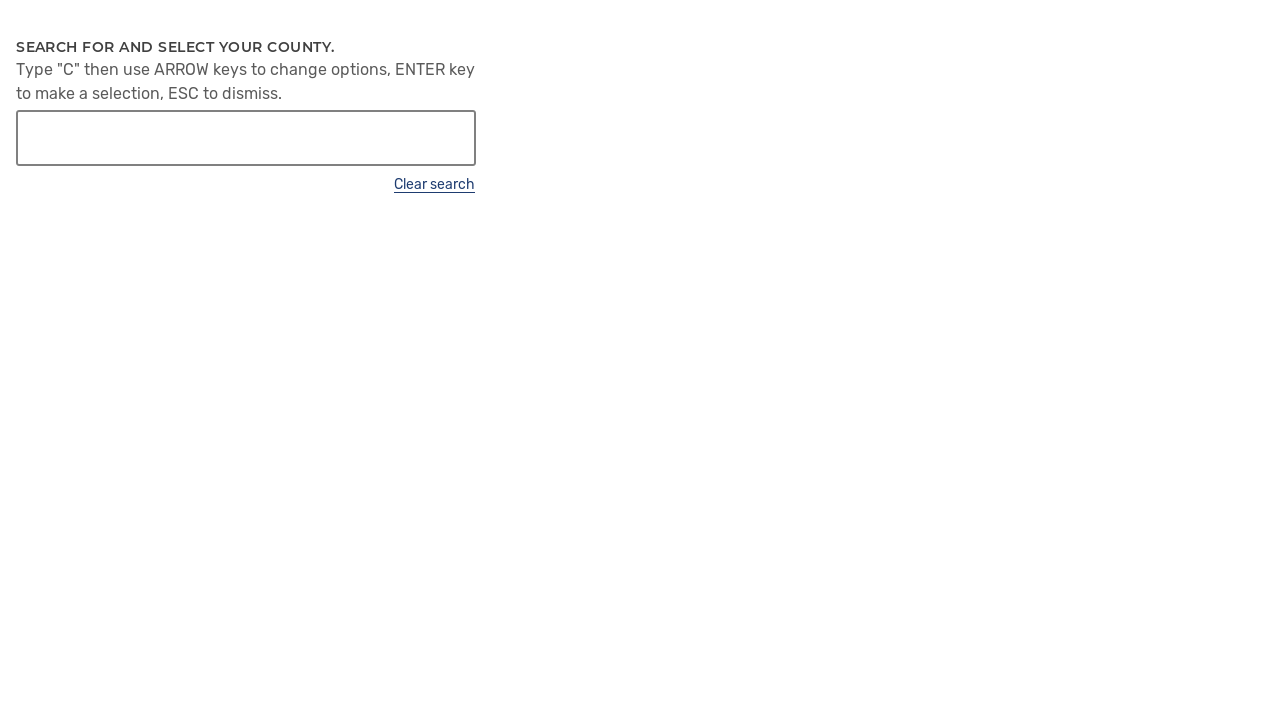 SEARCH FOR AND SELECT YOUR COUNTY.
Type "C" then use ARROW keys to change options, ENTER key
to make a selection, ESC to dismiss.
Clear search